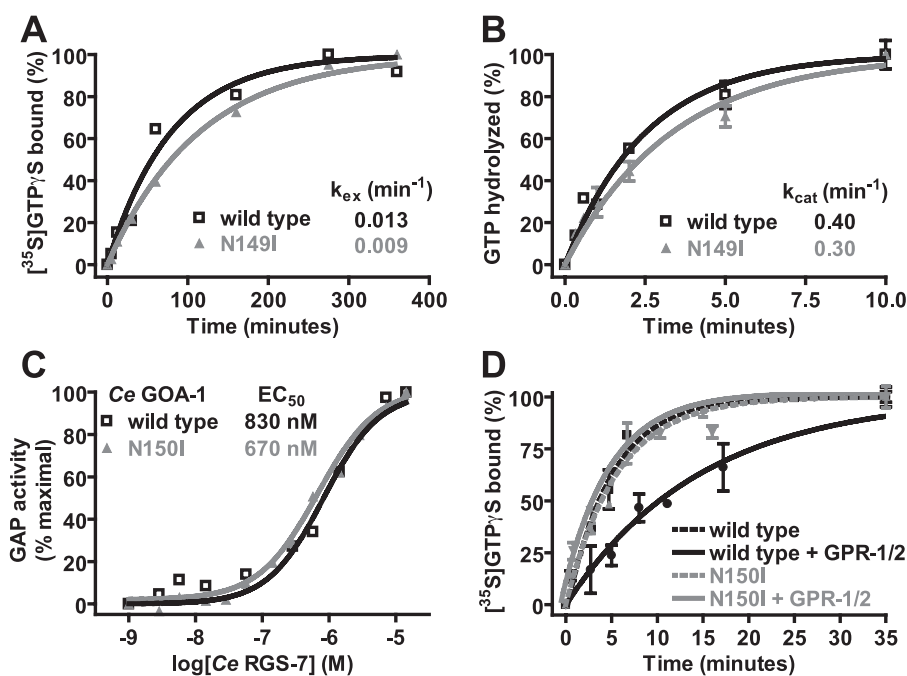 A
[³⁵S]GTPγS bound (%)
100
80
60
40
20
0
kex (min⁻¹)
wild type 0.013
N149I 0.009
0 100 200 300 400
Time (minutes)
B
GTP hydrolyzed (%)
100
80
60
40
20
0
kcat (min⁻¹)
wild type 0.40
N149I 0.30
0.0 2.5 5.0 7.5 10.0
Time (minutes)
C
GAP activity
(% maximal)
100
80
60
40
20
0
Ce GOA-1 EC50
wild type 830 nM
N150I 670 nM
-9 -8 -7 -6 -5
log[Ce RGS-7] (M)
D
[³⁵S]GTPγS bound (%)
100
75
50
25
0
wild type
wild type + GPR-1/2
N150I
N150I + GPR-1/2
0 5 10 15 20 25 30 35
Time (minutes)